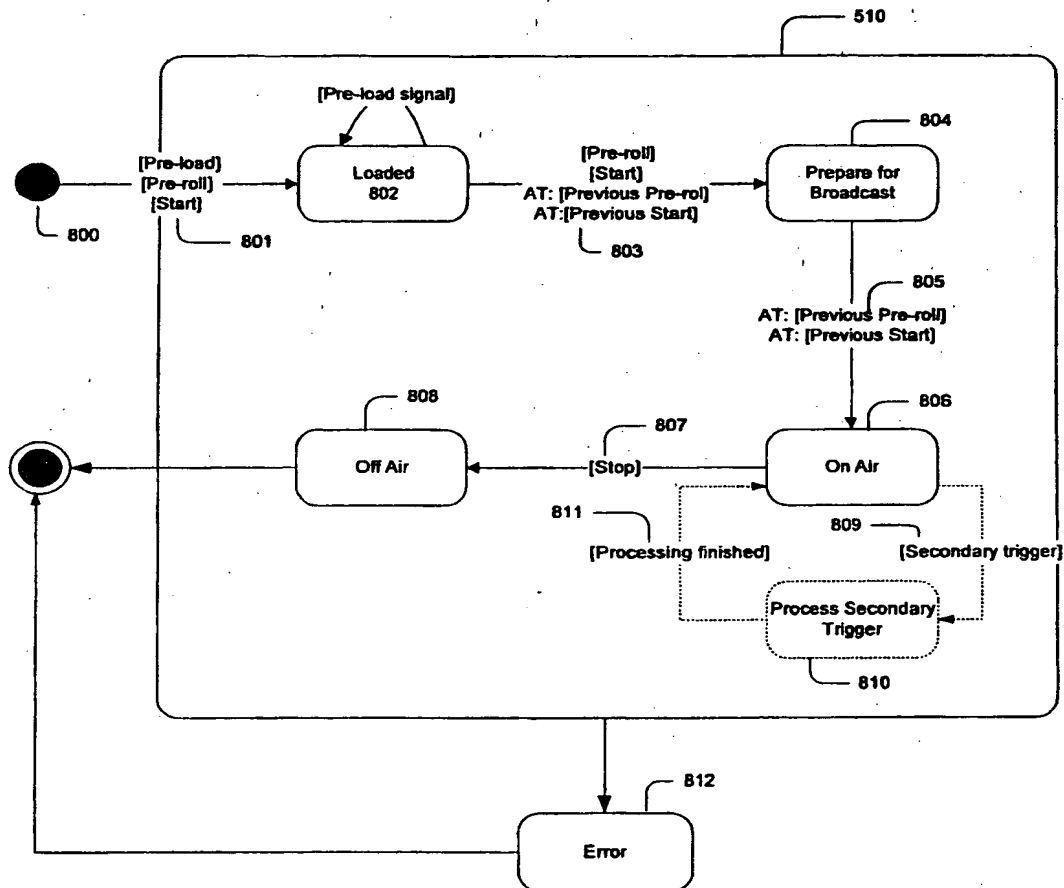 510
[Pre-load signal]
804
[Pre-load]
[Pre-roll]
[Start]
Loaded
802
[Pre-roll]
[Start]
AT: [Previous Pre-rol]
AT:[Previous Start]
Prepare for
Broadcast
800
801
803
805
AT: [Previous Pre-roll]
AT: [Previous Start]
808
807
806
Off Air
[Stop]
On Air
811
809
[Processing finished]
[Secondary trigger]
Process Secondary
Trigger
810
812
Error